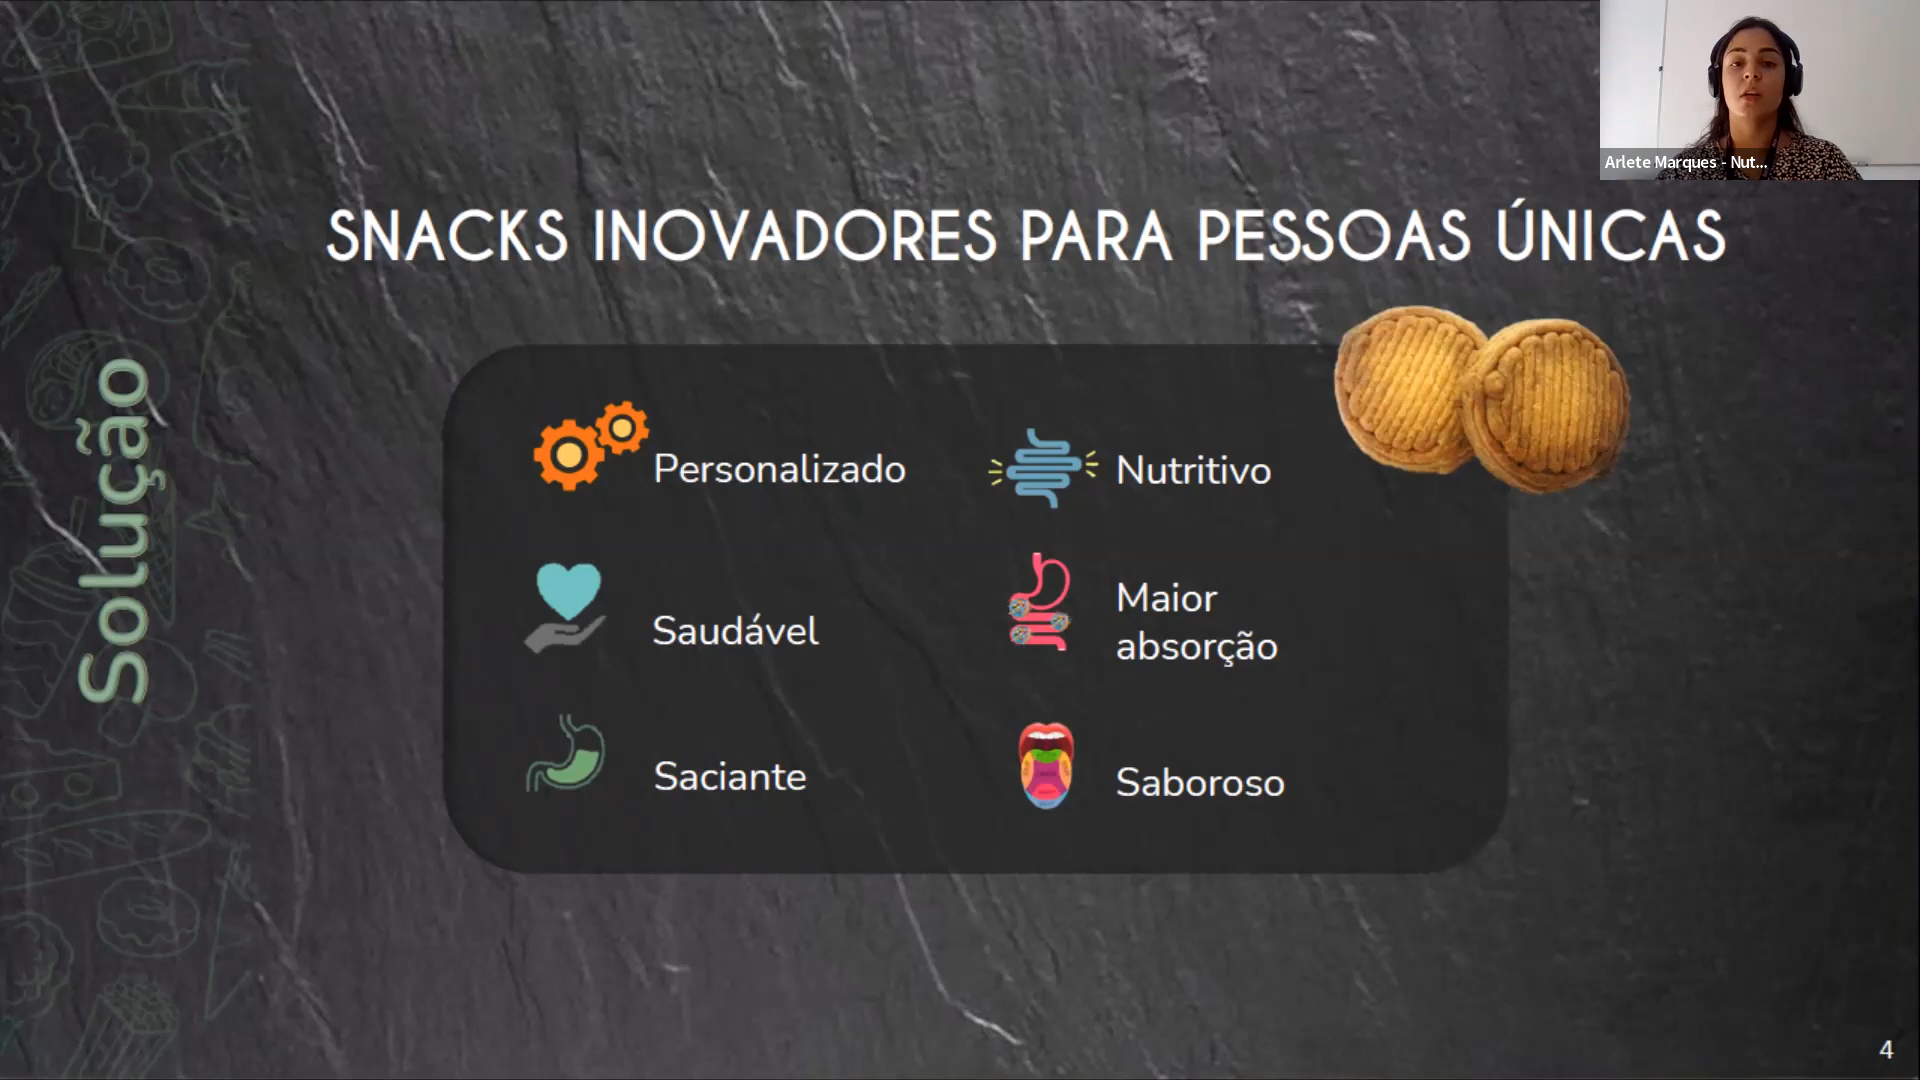 Arlete Marques - Nut...
SNACKS INOVADORES PARA PESSOAS ÚNICAS
Solução
Personalizado
Nutritivo
Saudável
Maior
absorção
Saciante
Saboroso
4